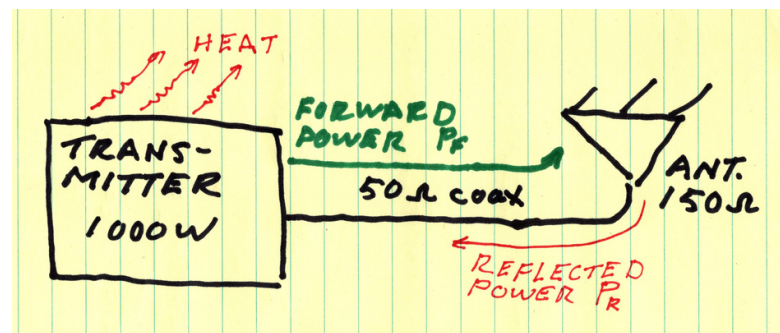 HEAT
FORWARD
POWER PF
TRANS-
MITTER
1000W
50Ω coax
ANT.
150Ω
REFLECTED
POWER PR